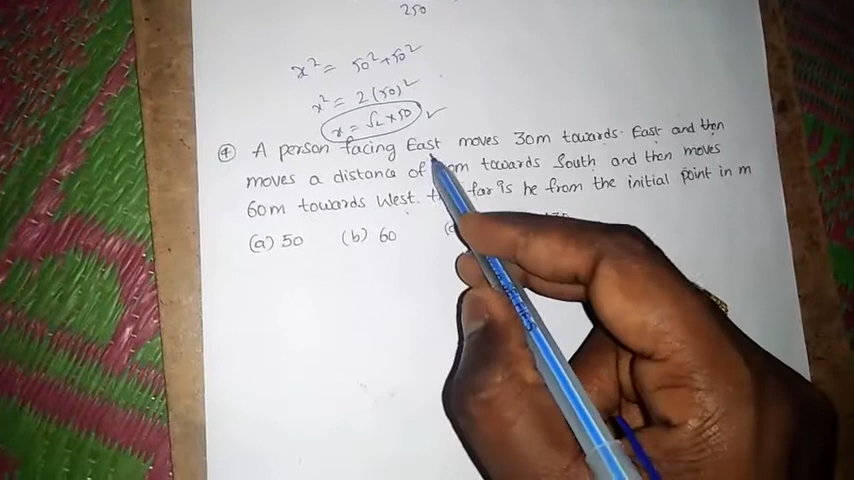 250
x² = 50² + 50²
x² = 2(50)²
x = √2 × 50 ✓
④ A person facing East moves 30m towards East and then
moves a distance of towards South and then moves
60m towards West. far is he from the initial point in m
(a) 50 (b) 60